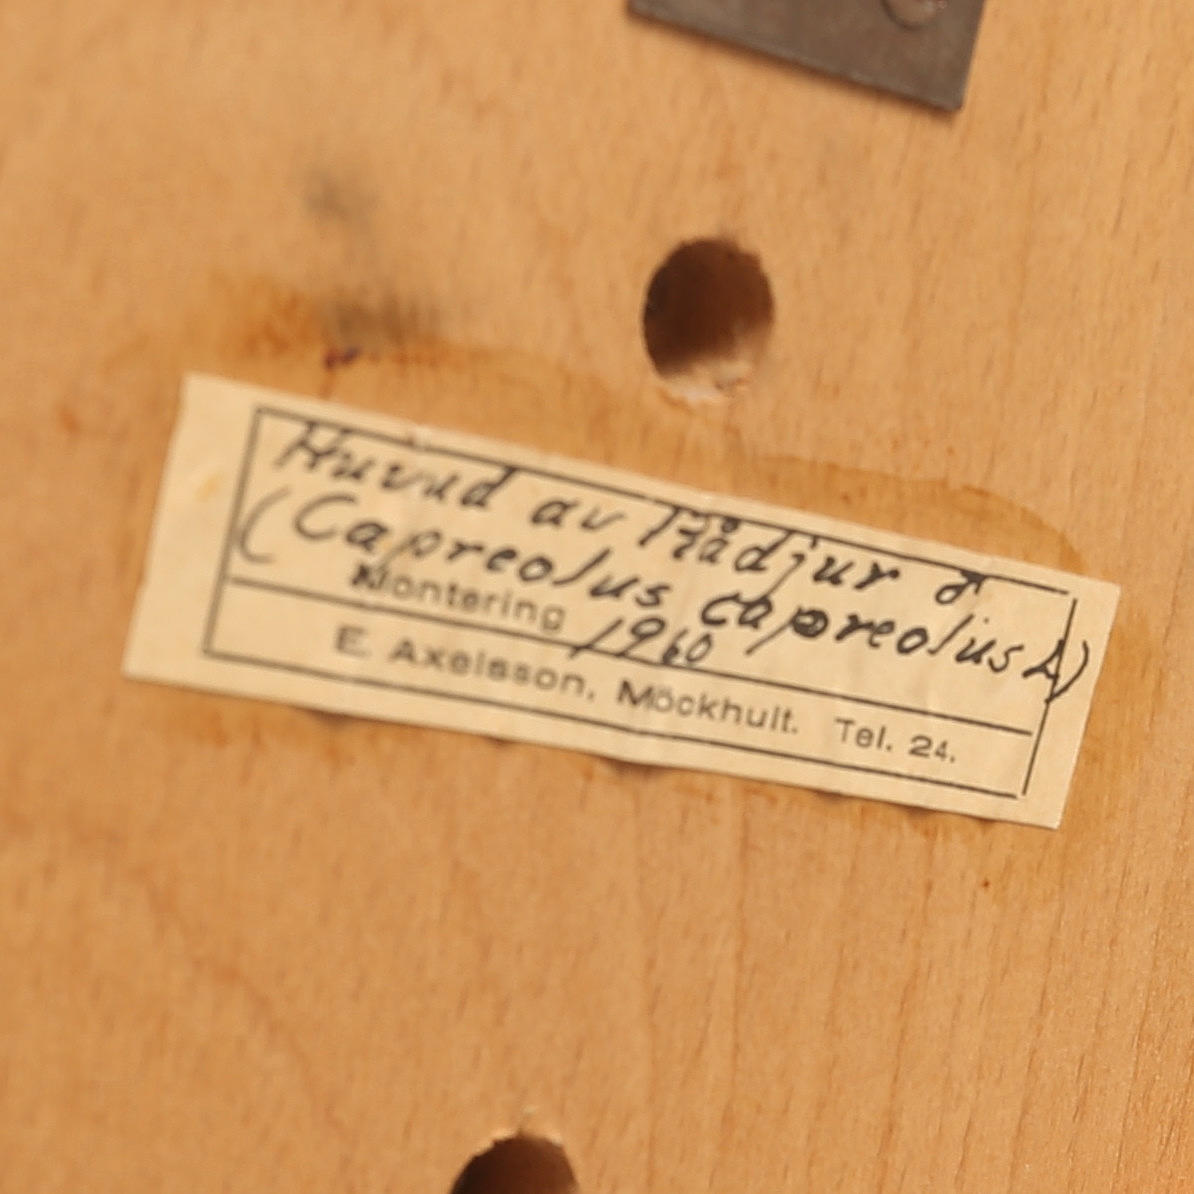 Huvud av Rådjur ♂
(Capreolus capreolus L)
Montering 1960
E. Axelsson, Möckhult. Tel. 24.